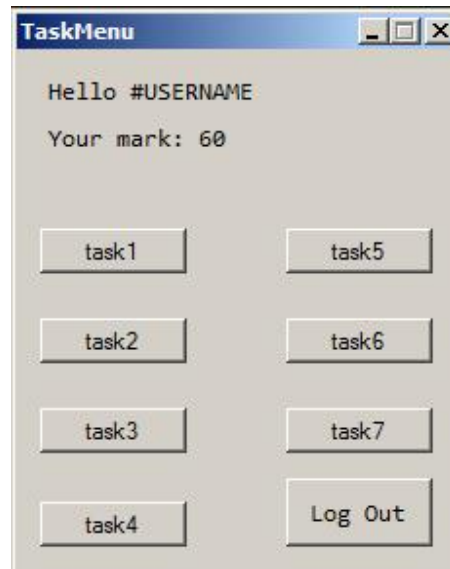 TaskMenu
Hello #USERNAME
Your mark: 60
task1
task5
task2
task6
task3
task7
task4
Log Out